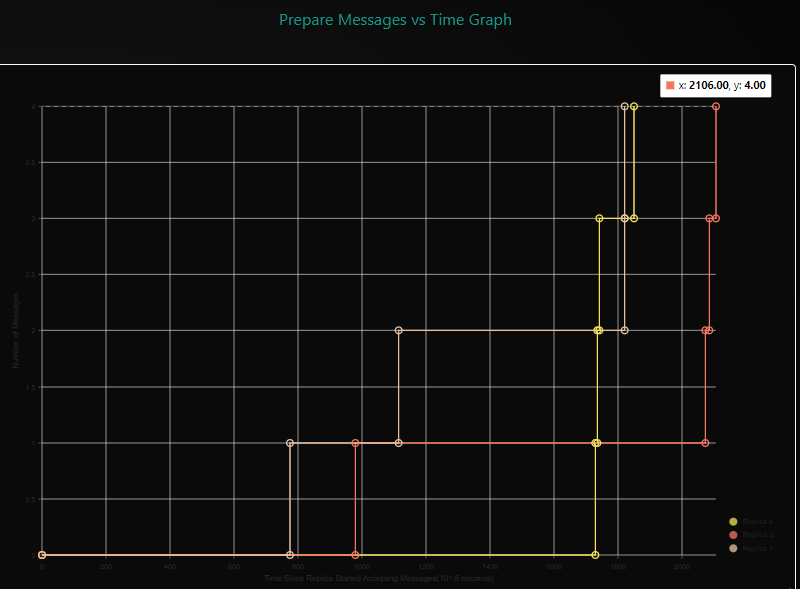 Prepare Messages vs Time Graph
x: 2106.00, y: 4.00
4
3.5
3
2.5
2
1.5
1
0.5
0
Number of Messages
0 200 400 600 800 1000 1200 1400 1600 1800 2000
Time Since Replica Started Accepting Messages(10^-5 seconds)
Replica 4
Replica
Replica 1